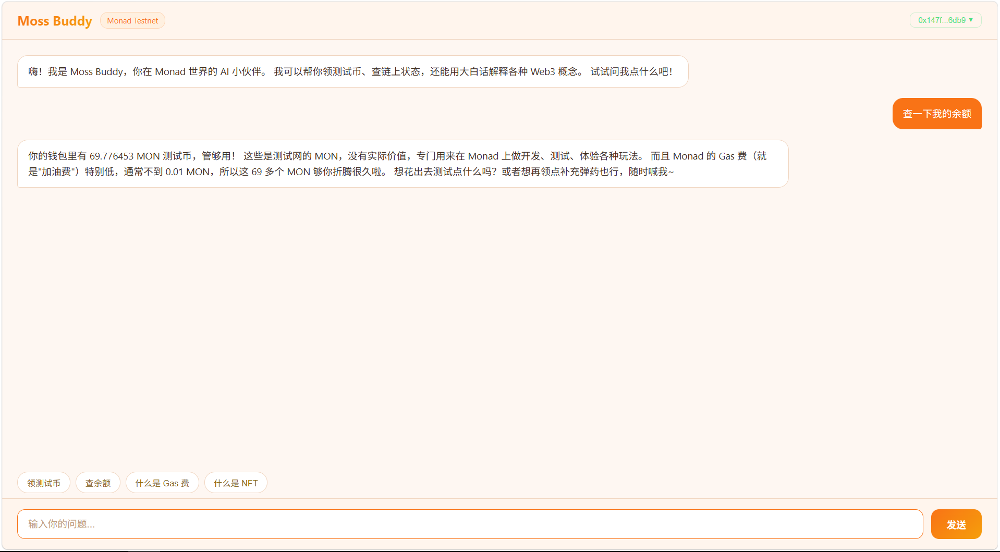 Moss Buddy
Monad Testnet
0x147f...6db9 ▼
嗨！我是 Moss Buddy，你在 Monad 世界的 AI 小伙伴。 我可以帮你领测试币、查链上状态，还能用大白话解释各种 Web3 概念。 试试问我点什么吧！
查一下我的余额
你的钱包里有 69.776453 MON 测试币，管够用！ 这些是测试网的 MON，没有实际价值，专门用来在 Monad 上做开发、测试、体验各种玩法。 而且 Monad 的 Gas 费（就
是"加油费"）特别低，通常不到 0.01 MON，所以这 69 多个 MON 够你折腾很久啦。 想花出去测试点什么吗？或者想再领点补充弹药也行，随时喊我~
领测试币
查余额
什么是 Gas 费
什么是 NFT
输入你的问题...
发送